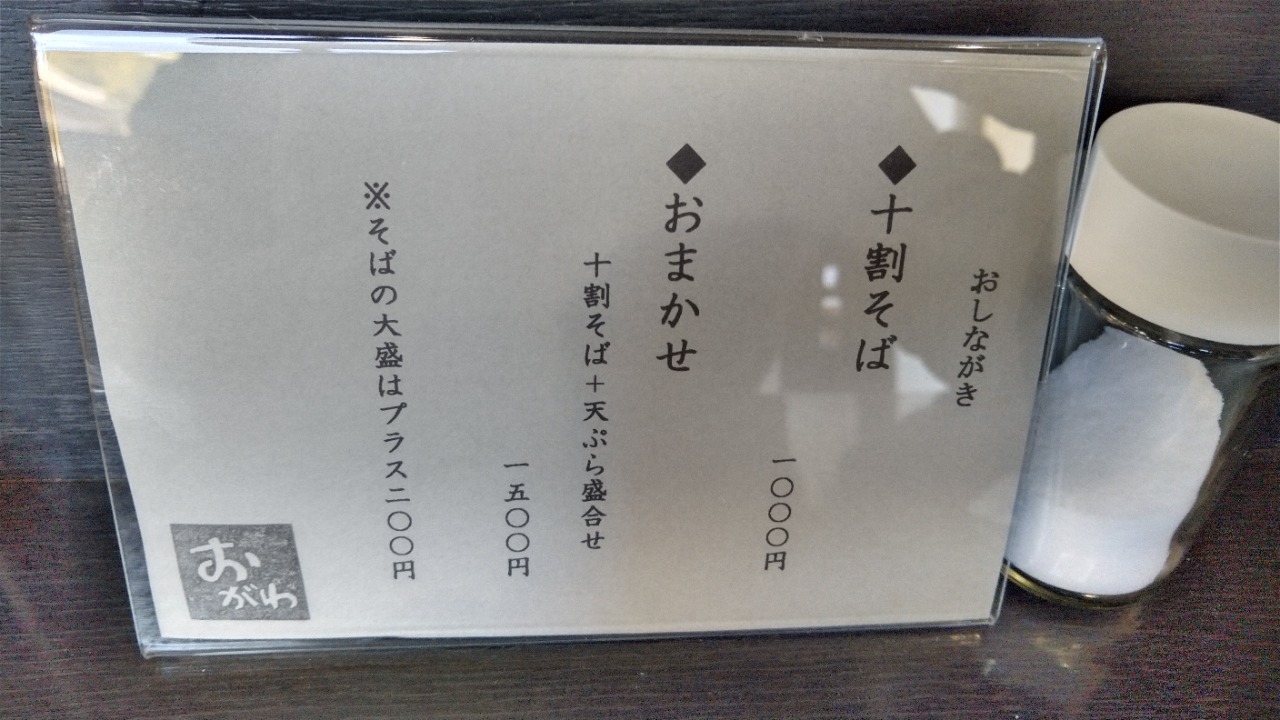 おしながき
◆十割そば
一〇〇〇円
◆おまかせ
十割そば＋天ぷら盛合せ
一五〇〇円
※そばの大盛はプラス二〇〇円
おがわ